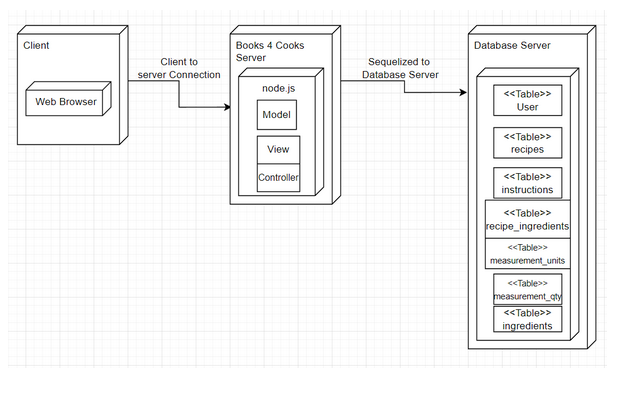 Client
Web Browser
Client to
server Connection
Books 4 Cooks
Server
node.js
Model
View
Controller
Sequelized to
Database Server
Database Server
<<Table>>
User
<<Table>>
recipes
<<Table>>
instructions
<<Table>>
recipe_ingredients
<<Table>>
measurement_units
<<Table>>
measurement_qty
<<Table>>
ingredients